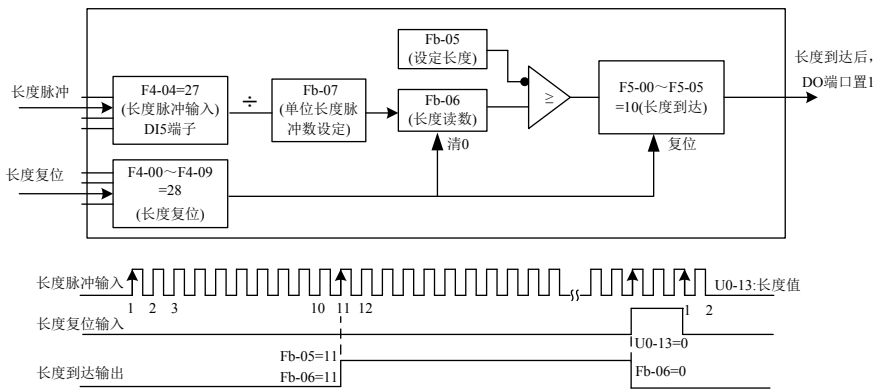 长度脉冲
F4-04=27
(长度脉冲输入)
DI5端子
÷
Fb-07
(单位长度脉
冲数设定)
Fb-05
(设定长度)
Fb-06
(长度读数)
清0
≥
F5-00～F5-05
=10(长度到达)
复位
长度到达后，
DO端口置1
长度复位
F4-00～F4-09
=28
(长度复位)
长度脉冲输入
1 2 3 10 11 12 1 2
U0-13:长度值
长度复位输入
U0-13=0
长度到达输出
Fb-05=11
Fb-06=11
Fb-06=0